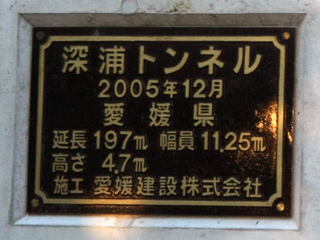 深浦トンネル
2005年12月
愛媛県
延長 197m 幅員 11.25m
高さ 4.7m
施工 愛媛建設株式会社